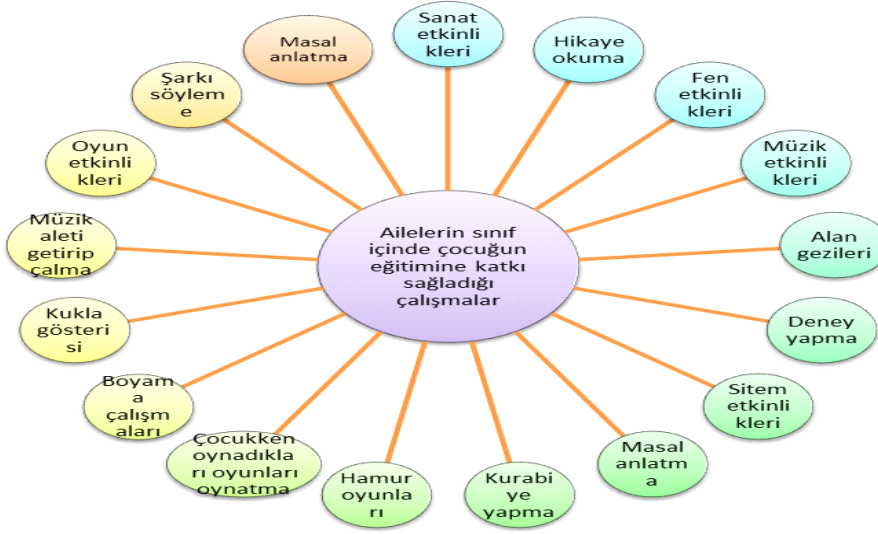 Sanat
etkinli
kleri
Hikaye
okuma
Fen
etkinli
kleri
Müzik
etkinli
kleri
Alan
gezileri
Deney
yapma
Sitem
etkinli
kleri
Masal
anlatm
a
Kurabi
ye
yapma
Hamur
oyunla
rı
Çocukken
oynadıkla
rı oyunları
oynatma
Boyam
a
çalışm
aları
Kukla
gösteri
si
Müzik
aleti
getirip
çalma
Oyun
etkinli
kleri
Şarkı
söylem
e
Masal
anlatma
Ailelerin sınıf
içinde çocuğun
eğitimine katkı
sağladığı
çalışmalar